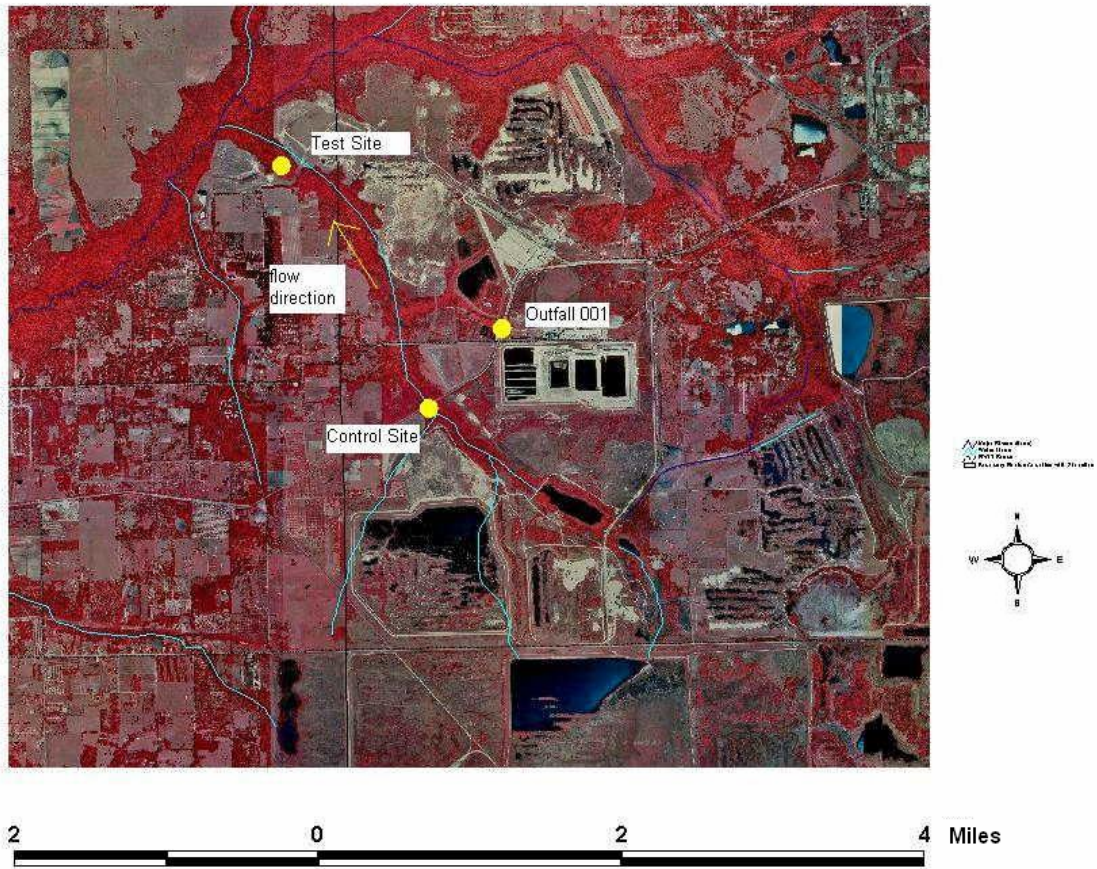 Test Site
flow
direction
Outfall 001
Control Site
N
W E
S
2 0 2 4 Miles